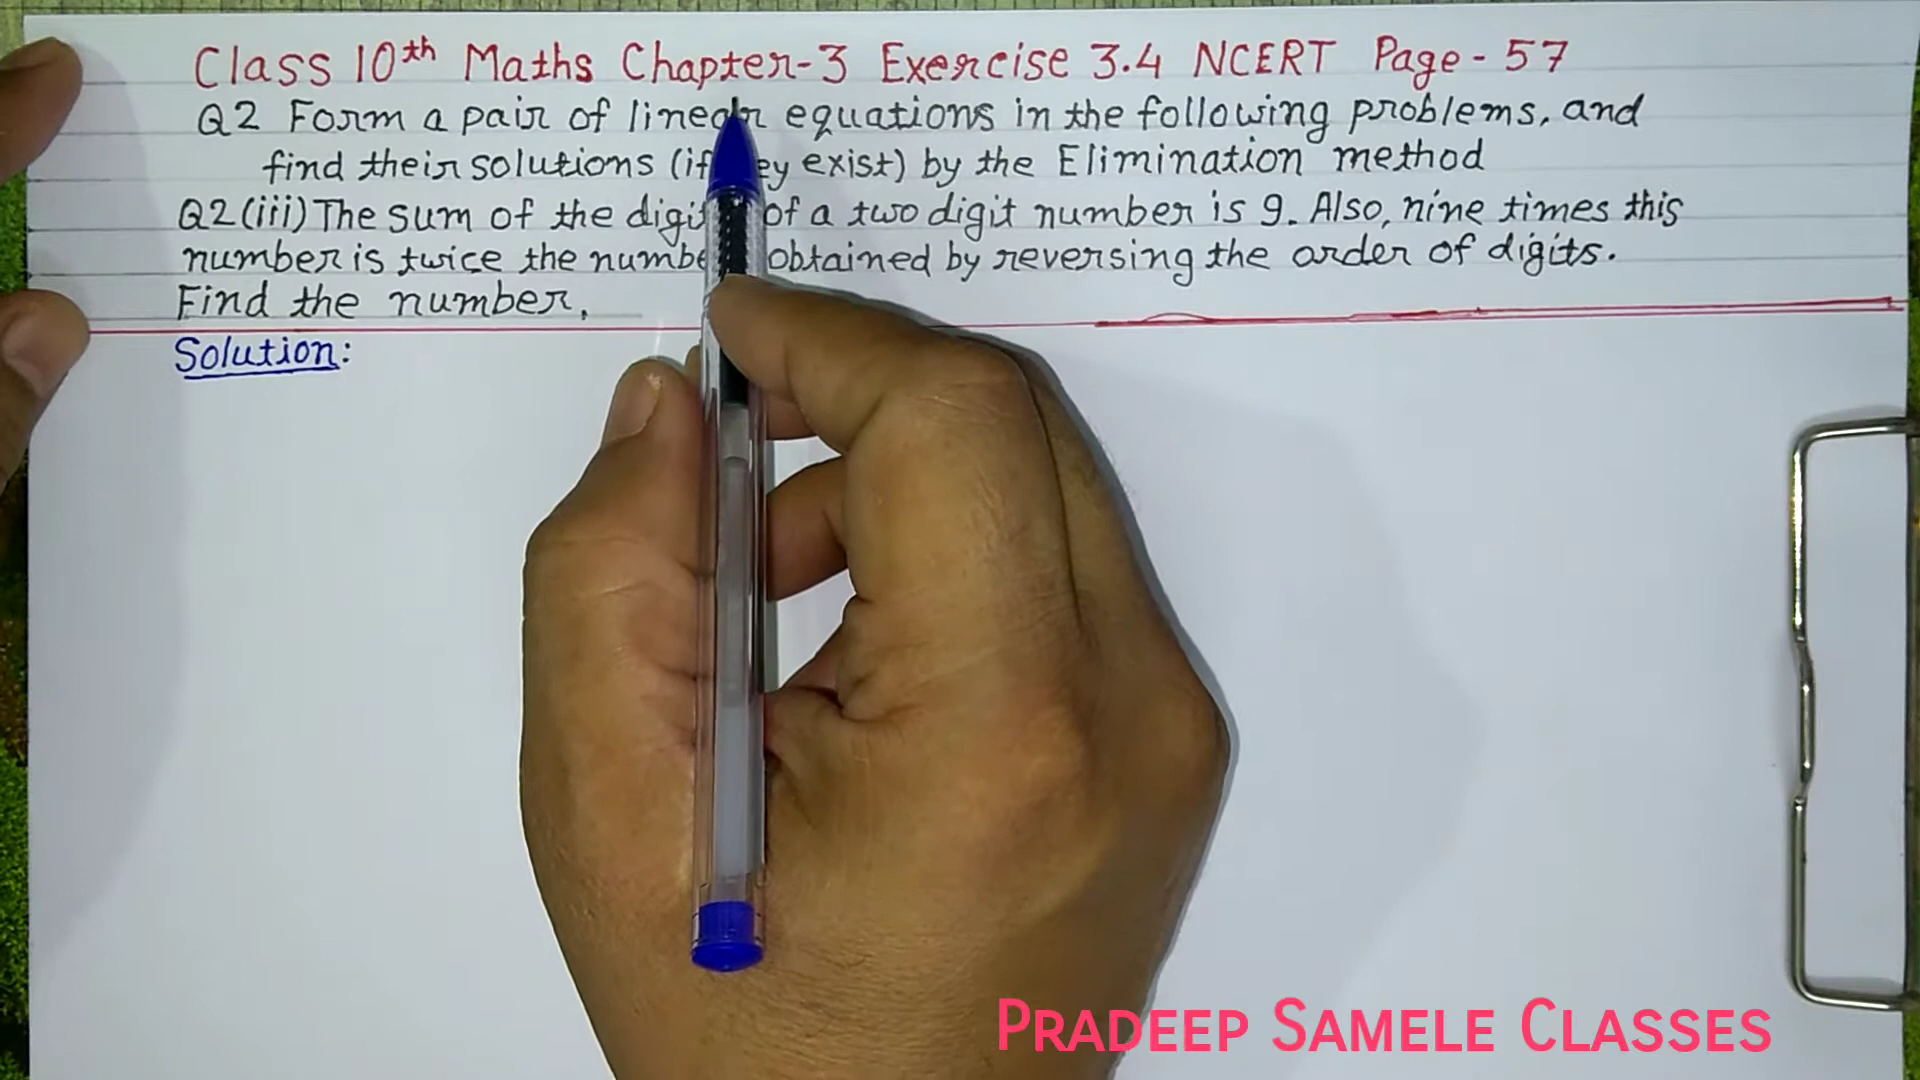 Class 10th Maths Chapter-3 Exercise 3.4 NCERT Page - 57
Q2 Form a pair of linear equations in the following problems, and
find their solutions (if exist) by the Elimination method
Q2(iii) The sum of the of a two digit number is 9. Also, nine times this
number is twice the obtained by reversing the order of digits.
Find the number.
Solution:
PRADEEP SAMELE CLASSES